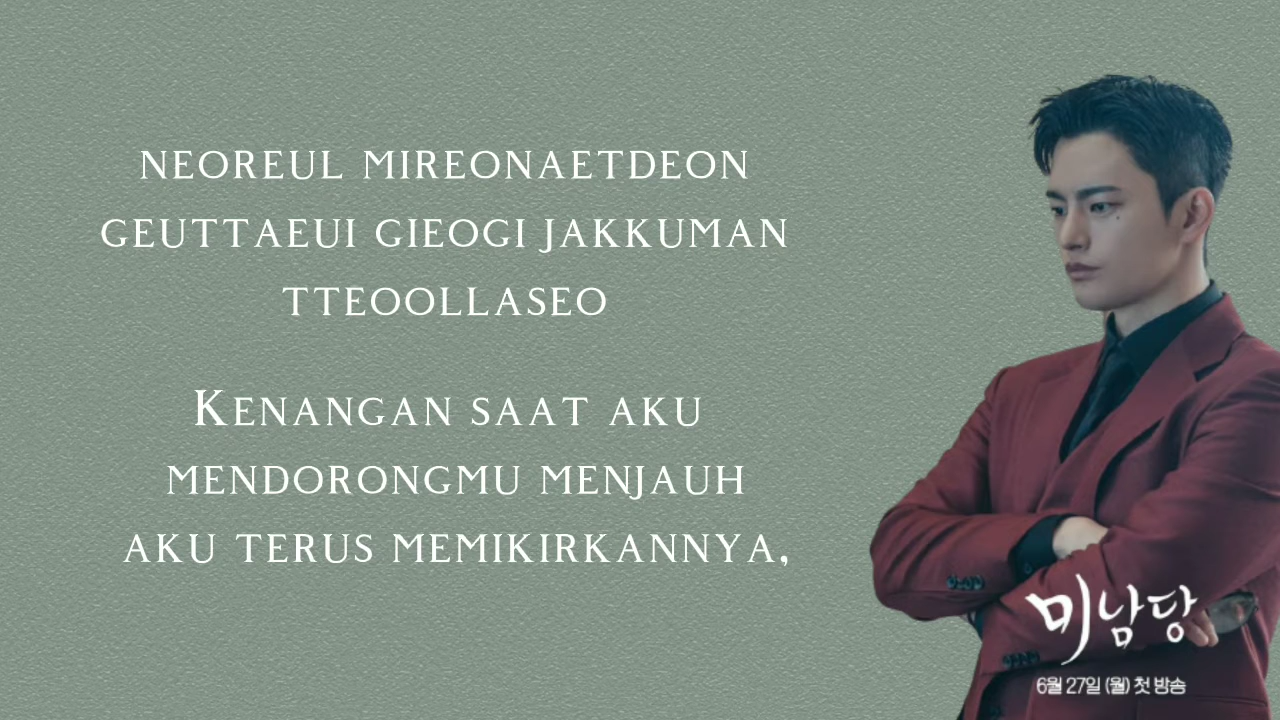 NEOREUL MIREONAETDEON
GEUTTAEUI GIEOGI JAKKUMAN
TTEOOLLASEO
KENANGAN SAAT AKU
MENDORONGMU MENJAUH
AKU TERUS MEMIKIRKANNYA,
미남당
6월 27일 (월) 첫 방송